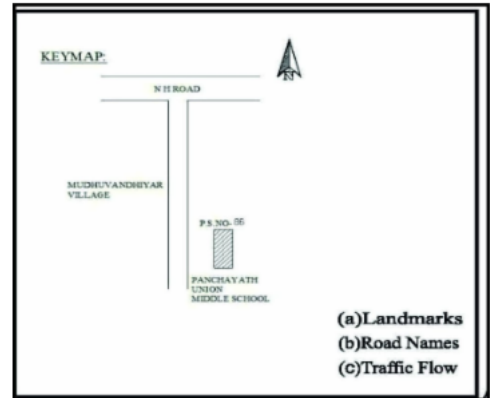 KEYMAP:
N
N H ROAD
MUDHUVANDHIYAR
VILLAGE
P.S.NO- 86
PANCHAYATH
UNION
MIDDLE SCHOOL
(a)Landmarks
(b)Road Names
(c)Traffic Flow